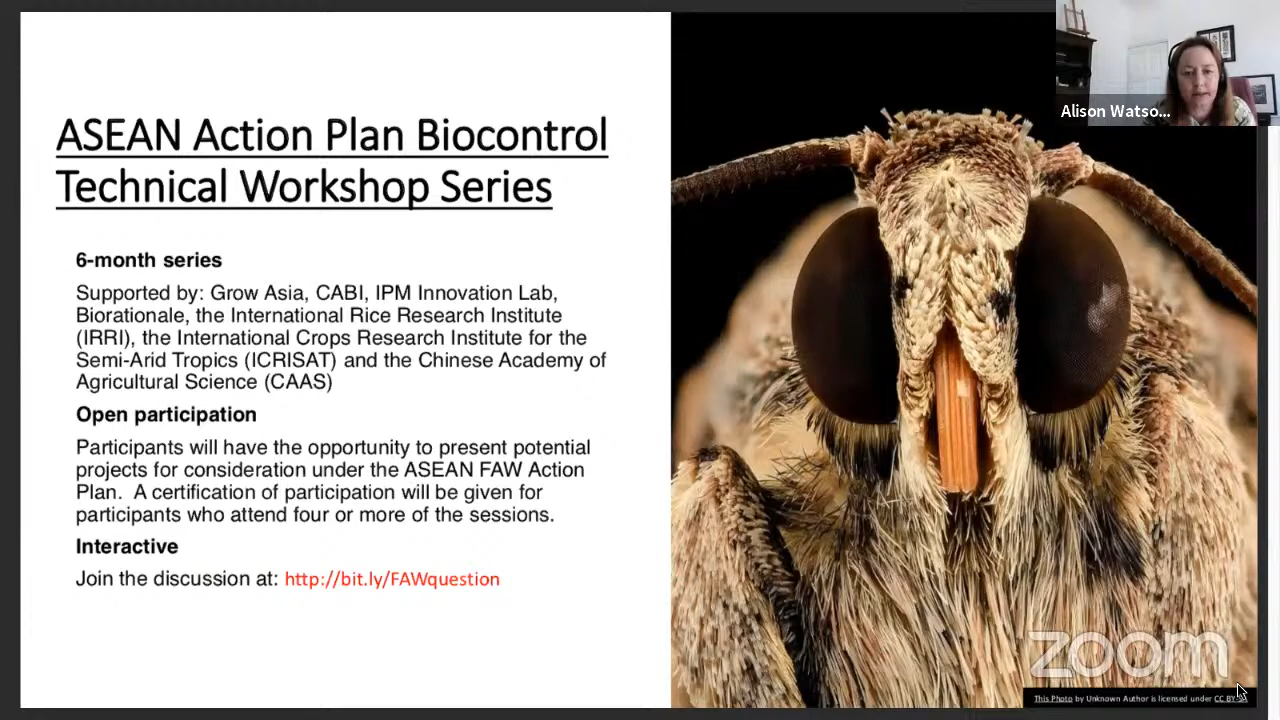 ASEAN Action Plan Biocontrol
Technical Workshop Series
6-month series
Supported by: Grow Asia, CABI, IPM Innovation Lab,
Biorationale, the International Rice Research Institute
(IRRI), the International Crops Research Institute for the
Semi-Arid Tropics (ICRISAT) and the Chinese Academy of
Agricultural Science (CAAS)
Open participation
Participants will have the opportunity to present potential
projects for consideration under the ASEAN FAW Action
Plan.  A certification of participation will be given for
participants who attend four or more of the sessions.
Interactive
Join the discussion at: http://bit.ly/FAWquestion
Alison Watso...
zoom
This Photo by Unknown Author is licensed under CC BY-SA